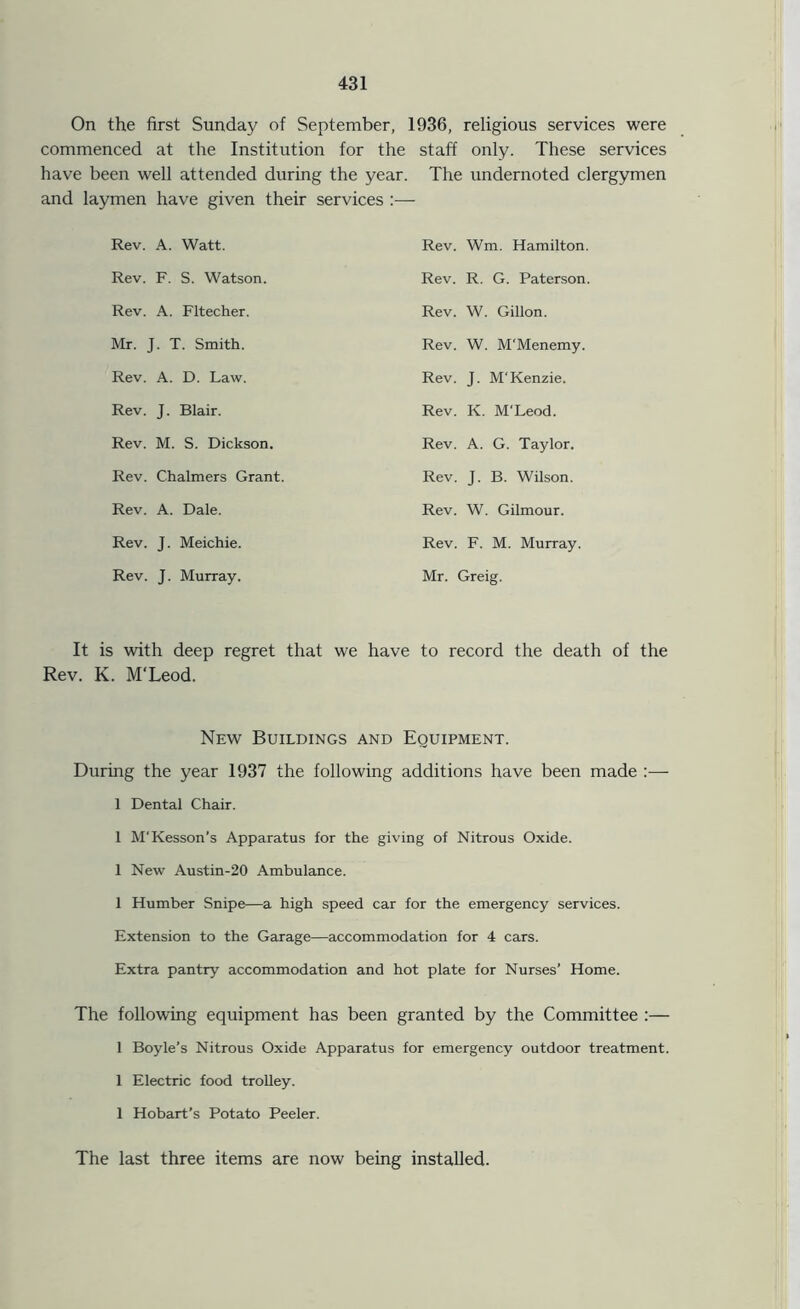 431
On the first Sunday of September, 1936, religious services were
commenced at the Institution for the staff only. These services
have been well attended during the year. The undernoted clergymen
and laymen have given their services :—
Rev. A. Watt.
Rev. F. S. Watson.
Rev. A. Fltecher.
Mr. J. T. Smith.
Rev. A. D. Law.
Rev. J. Blair.
Rev. M. S. Dickson.
Rev. Chalmers Grant.
Rev. A. Dale.
Rev. J. Meichie.
Rev. J. Murray.
Rev. Wm. Hamilton.
Rev. R. G. Paterson.
Rev. W. Gillon.
Rev. W. M‘Menemy.
Rev. J. M‘Kenzie.
Rev. K. M‘Leod.
Rev. A. G. Taylor.
Rev. J. B. Wilson.
Rev. W. Gilmour.
Rev. F. M. Murray.
Mr. Greig.
It is with deep regret that we have to record the death of the
Rev. K. M‘Leod.
New Buildings and Equipment.
During the year 1937 the following additions have been made :—
1 Dental Chair.
1 M‘Kesson's Apparatus for the giving of Nitrous Oxide.
1 New Austin-20 Ambulance.
1 Humber Snipe—a high speed car for the emergency services.
Extension to the Garage—accommodation for 4 cars.
Extra pantry accommodation and hot plate for Nurses' Home.
The following equipment has been granted by the Committee :—
1 Boyle's Nitrous Oxide Apparatus for emergency outdoor treatment.
1 Electric food trolley.
1 Hobart's Potato Peeler.
The last three items are now being installed.